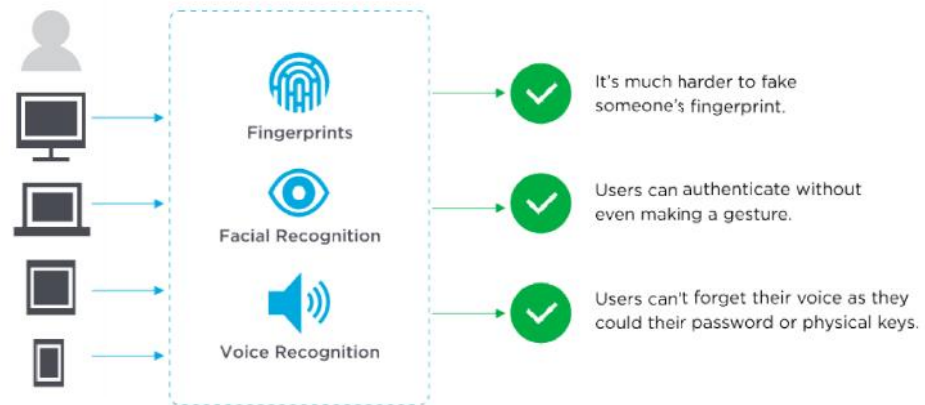 Fingerprints
It's much harder to fake
someone's fingerprint.
Facial Recognition
Users can authenticate without
even making a gesture.
Voice Recognition
Users can't forget their voice as they
could their password or physical keys.